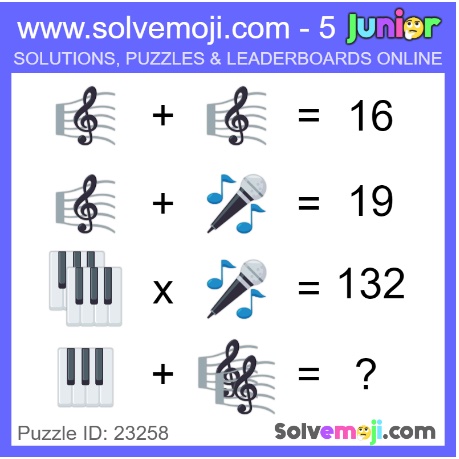 www.solvemoji.com - 5 Junior
SOLUTIONS, PUZZLES & LEADERBOARDS ONLINE
+ = 16
+ = 19
x = 132
+ = ?
Puzzle ID: 23258
Solvemoji.com